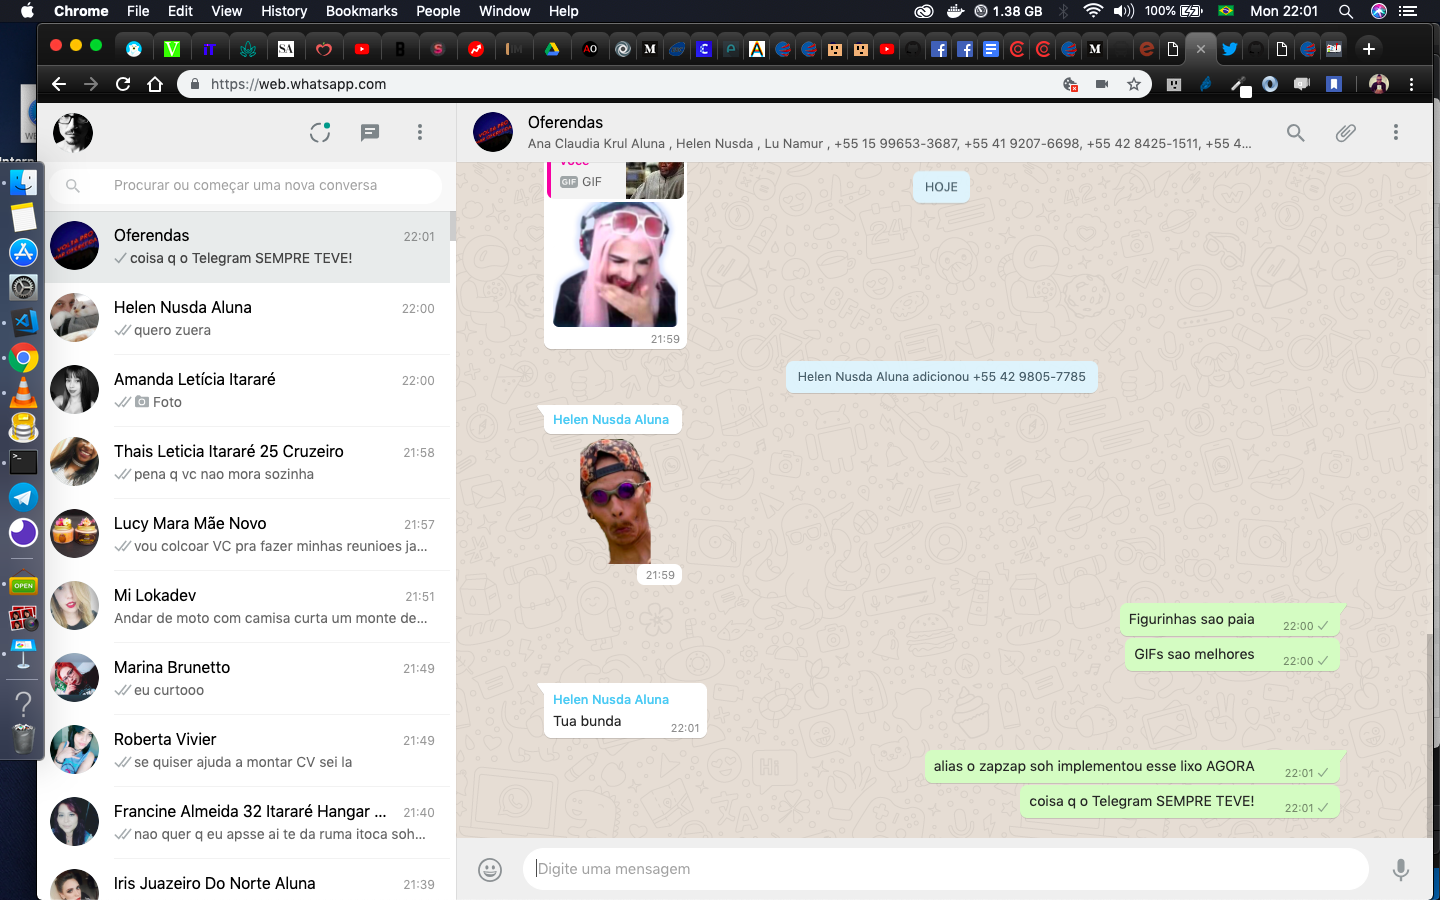 Chrome File Edit View History Bookmarks People Window Help 1.38 GB 100% Mon 22:01
https://web.whatsapp.com
Oferendas
Ana Claudia Krul Aluna , Helen Nusda , Lu Namur , +55 15 99653-3687, +55 41 9207-6698, +55 42 8425-1511, +55 4...
Procurar ou começar uma nova conversa
Oferendas 22:01
coisa q o Telegram SEMPRE TEVE!
Helen Nusda Aluna 22:00
quero zuera
Amanda Letícia Itararé 22:00
Foto
Thais Leticia Itararé 25 Cruzeiro 21:58
pena q vc nao mora sozinha
Lucy Mara Mãe Novo 21:57
vou colcoar VC pra fazer minhas reunioes ja...
Mi Lokadev 21:51
Andar de moto com camisa curta um monte de...
Marina Brunetto 21:49
eu curtooo
Roberta Vivier 21:49
se quiser ajuda a montar CV sei la
Francine Almeida 32 Itararé Hangar ... 21:40
nao quer q eu apsse ai te da ruma itoca soh...
Iris Juazeiro Do Norte Aluna 21:39
HOJE
Você
GIF GIF
21:59
Helen Nusda Aluna adicionou +55 42 9805-7785
Helen Nusda Aluna
21:59
Figurinhas sao paia 22:00
GIFs sao melhores 22:00
Helen Nusda Aluna
Tua bunda 22:01
alias o zapzap soh implementou esse lixo AGORA 22:01
coisa q o Telegram SEMPRE TEVE! 22:01
Digite uma mensagem
OPEN